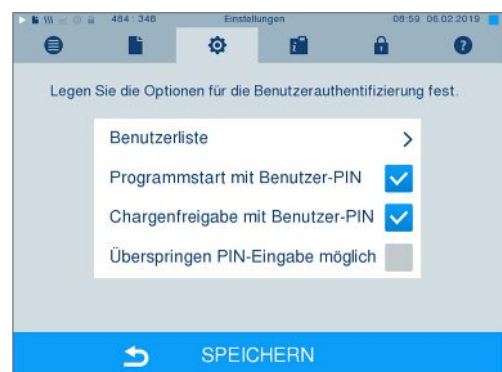 484 : 348 Einstellungen 08:59 06.02.2019
Legen Sie die Optionen für die Benutzerauthentifizierung fest.
Benutzerliste
Programmstart mit Benutzer-PIN
Chargenfreigabe mit Benutzer-PIN
Überspringen PIN-Eingabe möglich
SPEICHERN